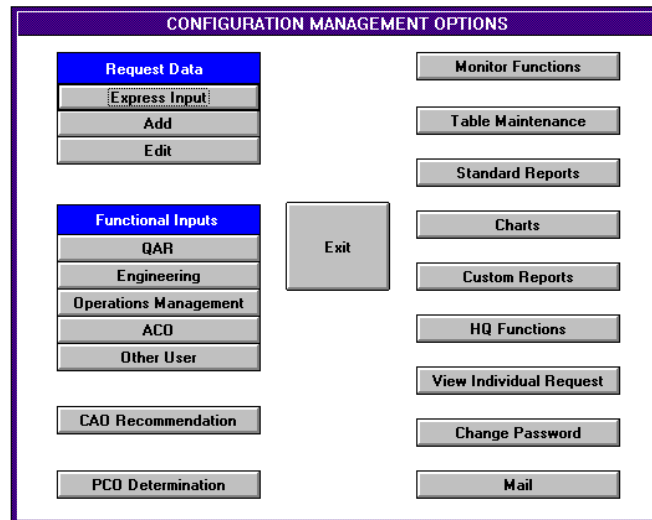 CONFIGURATION MANAGEMENT OPTIONS
Request Data
Express Input
Add
Edit
Functional Inputs
QAR
Engineering
Operations Management
ACO
Other User
CAO Recommendation
PCO Determination
Exit
Monitor Functions
Table Maintenance
Standard Reports
Charts
Custom Reports
HQ Functions
View Individual Request
Change Password
Mail